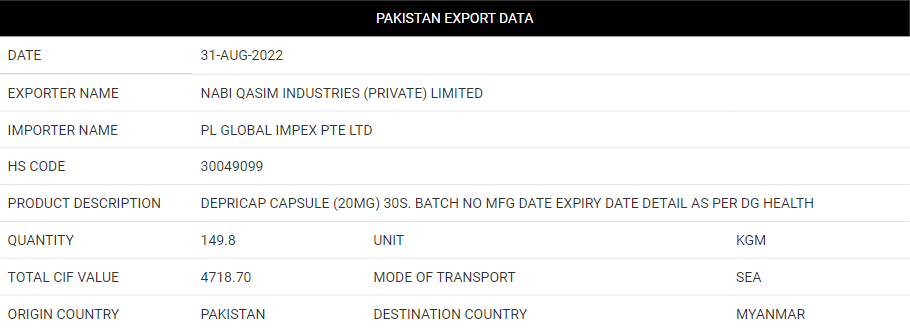 PAKISTAN EXPORT DATA
DATE 31-AUG-2022
EXPORTER NAME NABI QASIM INDUSTRIES (PRIVATE) LIMITED
IMPORTER NAME PL GLOBAL IMPEX PTE LTD
HS CODE 30049099
PRODUCT DESCRIPTION DEPRICAP CAPSULE (20MG) 30S. BATCH NO MFG DATE EXPIRY DATE DETAIL AS PER DG HEALTH
QUANTITY 149.8 UNIT KGM
TOTAL CIF VALUE 4718.70 MODE OF TRANSPORT SEA
ORIGIN COUNTRY PAKISTAN DESTINATION COUNTRY MYANMAR